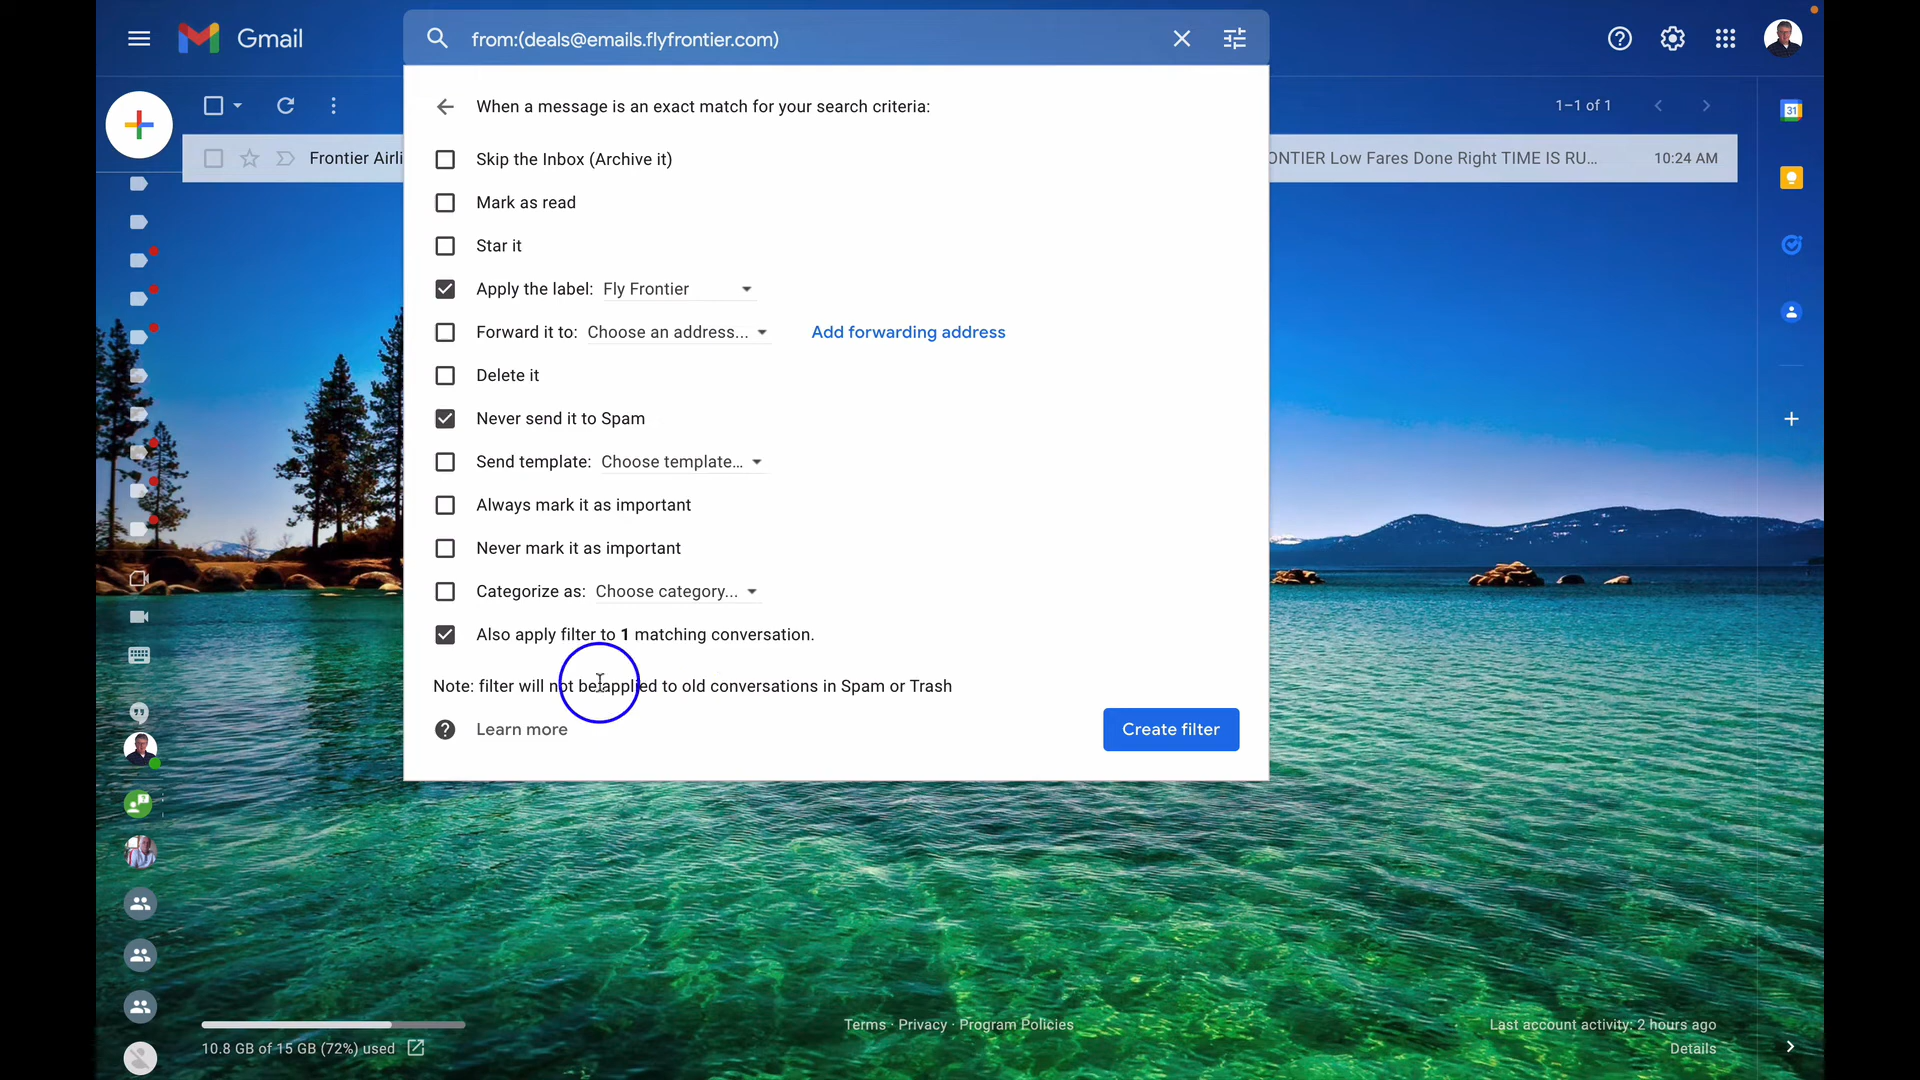 Gmail
from:(deals@emails.flyfrontier.com)
When a message is an exact match for your search criteria:
1–1 of 1
31
Frontier Airli
ONTIER Low Fares Done Right TIME IS RU...
10:24 AM
Skip the Inbox (Archive it)
Mark as read
Star it
Apply the label: Fly Frontier
Forward it to: Choose an address...
Add forwarding address
Delete it
Never send it to Spam
Send template: Choose template...
Always mark it as important
Never mark it as important
Categorize as: Choose category...
Also apply filter to 1 matching conversation.
Note: filter will not be applied to old conversations in Spam or Trash
Learn more
Create filter
Terms · Privacy · Program Policies
Last account activity: 2 hours ago
10.8 GB of 15 GB (72%) used
Details